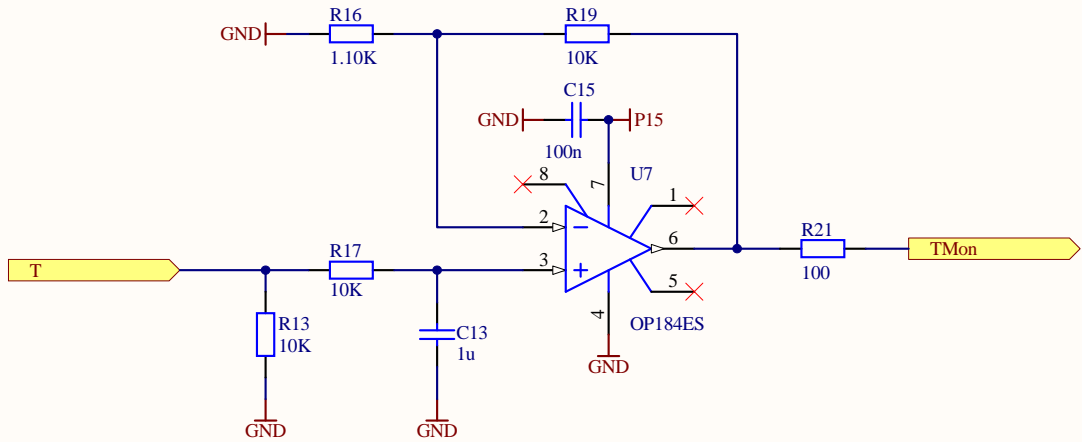 R16
R19
GND
1.10K
10K
C15
GND
P15
100n
U7
8
7
1
2
6
R21
TMon
T
R17
3
100
10K
5
4
OP184ES
R13
10K
C13
1u
GND
GND
GND